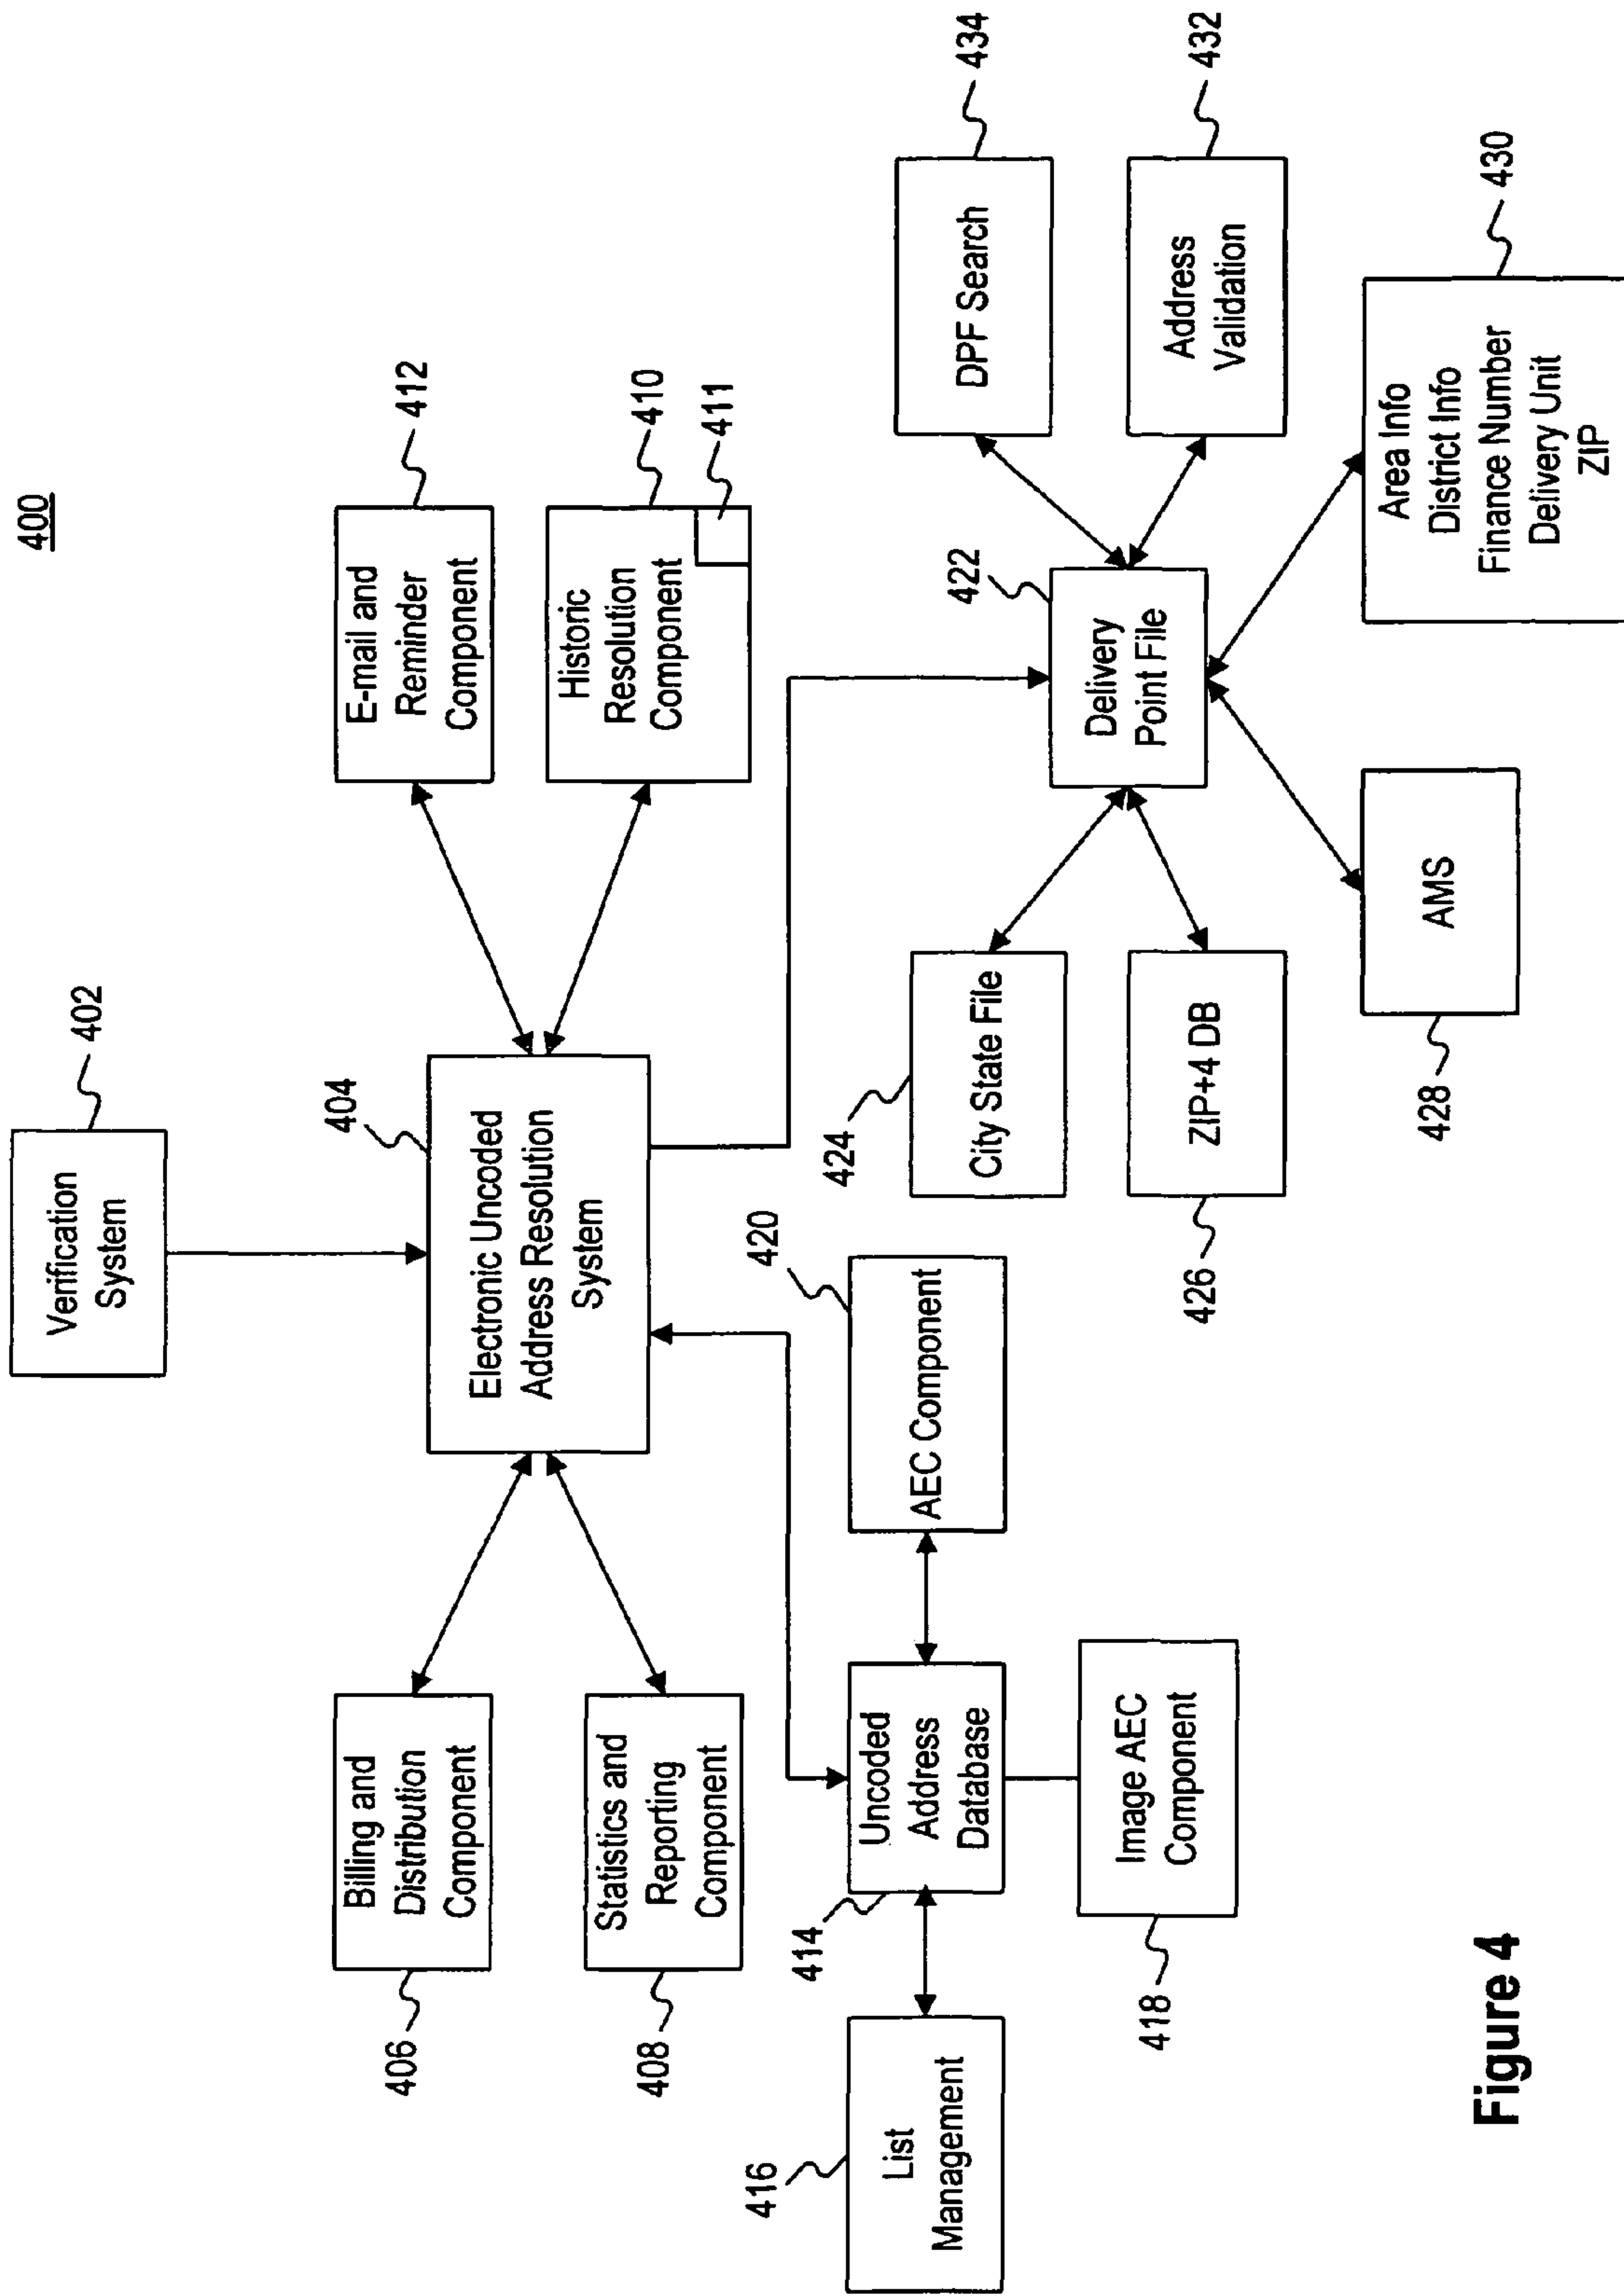 400
Verification
System
402
404
Electronic Uncoded
Address Resolution
System
Billing and
Distribution
Component
406
Statistics and
Reporting
Component
408
E-mail and
Reminder
Component
412
Historic
Resolution
Component
410
411
Uncoded
Address
Database
414
List
Management
416
Image AEC
Component
418
AEC Component
420
Delivery
Point File
422
City State File
424
ZIP+4 DB
426
AMS
428
Area Info
District Info
Finance Number
Delivery Unit
ZIP
430
Address
Validation
432
DPF Search
434
Figure 4